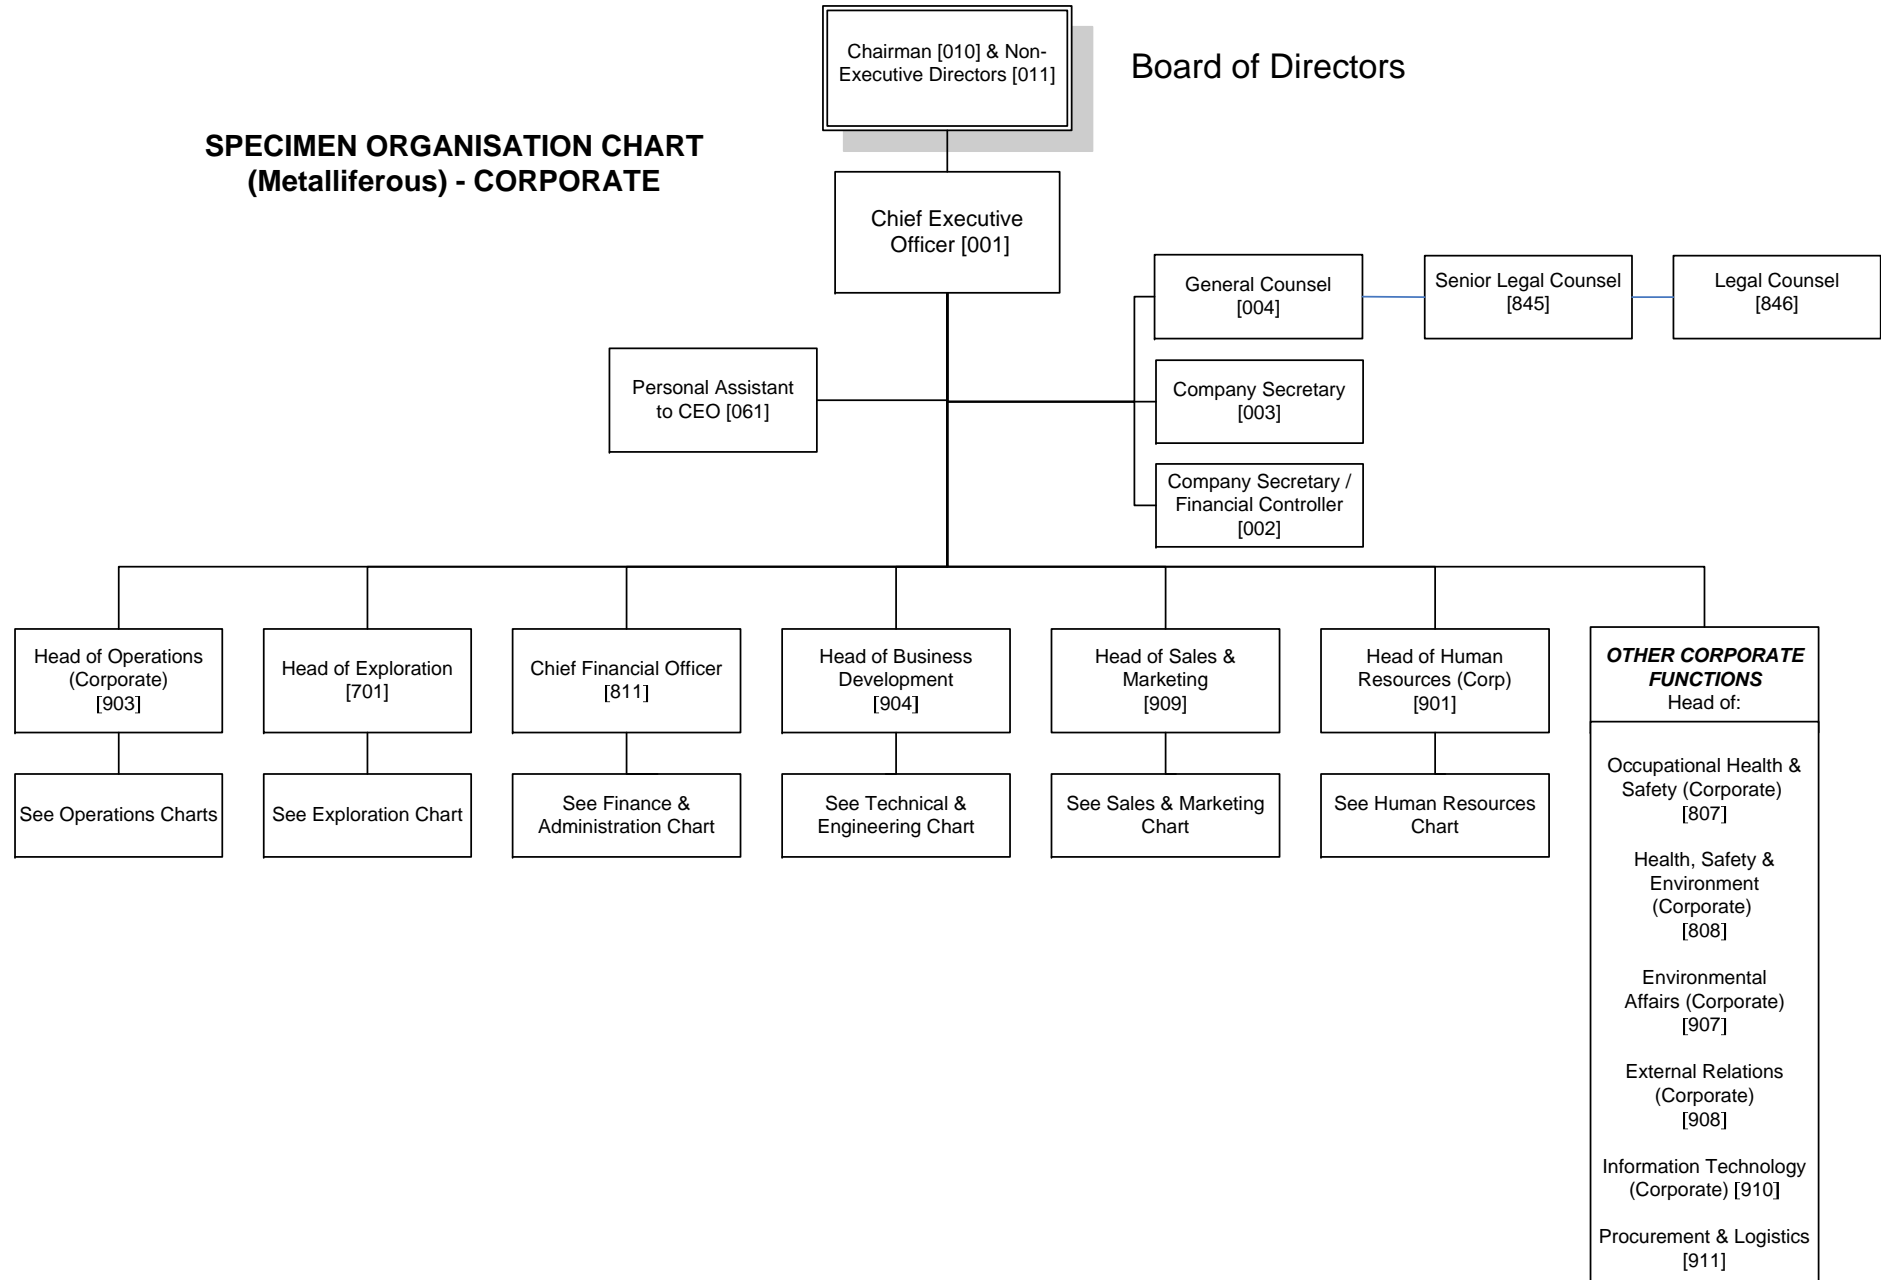 Chairman [010] & Non-
Executive Directors [011]
Board of Directors
SPECIMEN ORGANISATION CHART
(Metalliferous) - CORPORATE
Chief Executive
Officer [001]
General Counsel
[004]
Senior Legal Counsel
[845]
Legal Counsel
[846]
Personal Assistant
to CEO [061]
Company Secretary
[003]
Company Secretary /
Financial Controller
[002]
Head of Operations
(Corporate)
[903]
Head of Exploration
[701]
Chief Financial Officer
[811]
Head of Business
Development
[904]
Head of Sales &
Marketing
[909]
Head of Human
Resources (Corp)
[901]
OTHER CORPORATE
FUNCTIONS
Head of:
See Operations Charts
See Exploration Chart
See Finance &
Administration Chart
See Technical &
Engineering Chart
See Sales & Marketing
Chart
See Human Resources
Chart
Occupational Health &
Safety (Corporate)
[807]
Health, Safety &
Environment
(Corporate)
[808]
Environmental
Affairs (Corporate)
[907]
External Relations
(Corporate)
[908]
Information Technology
(Corporate) [910]
Procurement & Logistics
[911]